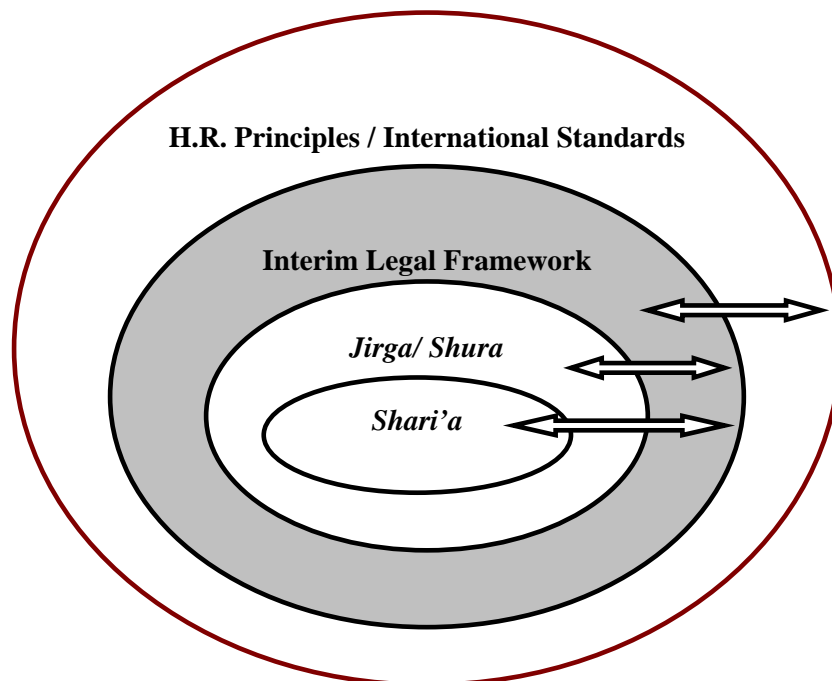 H.R. Principles / International Standards
Interim Legal Framework
Jirga/ Shura
Shari’a